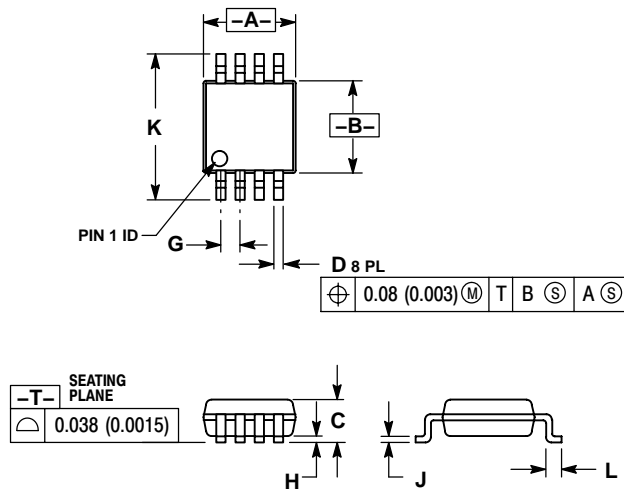 –A–
K
–B–
PIN 1 ID
G
D 8 PL
⌖ 0.08 (0.003) Ⓜ T B Ⓢ A Ⓢ
–T– SEATING
PLANE
⌓ 0.038 (0.0015)
C
H
J
L